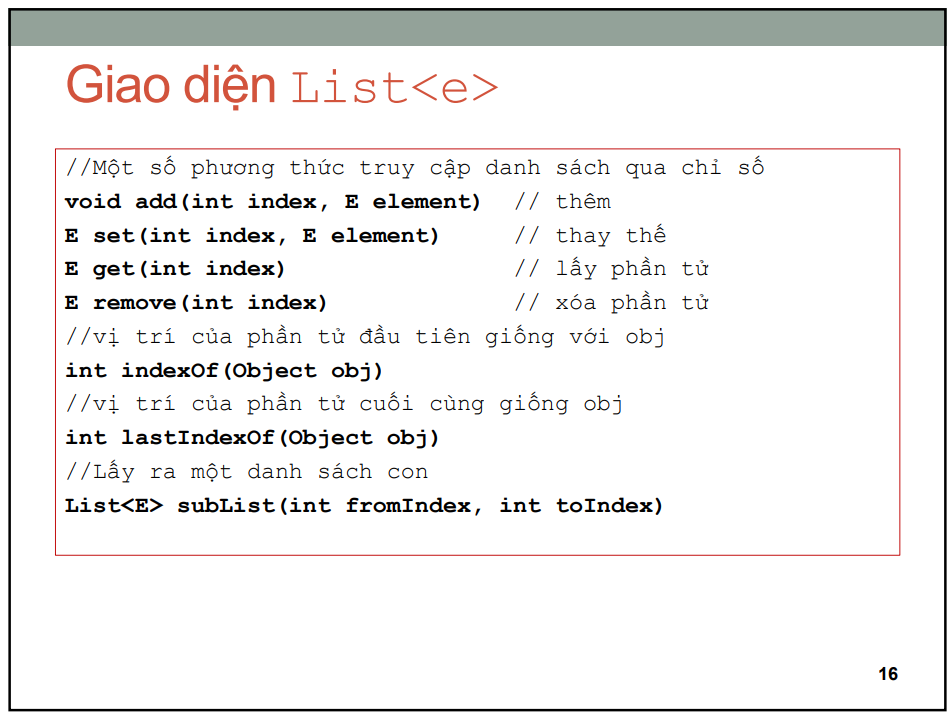 Giao diện List<e>
//Một số phương thức truy cập danh sách qua chỉ số
void add(int index, E element) // thêm
E set(int index, E element) // thay thế
E get(int index) // lấy phần tử
E remove(int index) // xóa phần tử
//vị trí của phần tử đầu tiên giống với obj
int indexOf(Object obj)
//vị trí của phần tử cuối cùng giống obj
int lastIndexOf(Object obj)
//Lấy ra một danh sách con
List<E> subList(int fromIndex, int toIndex)
16